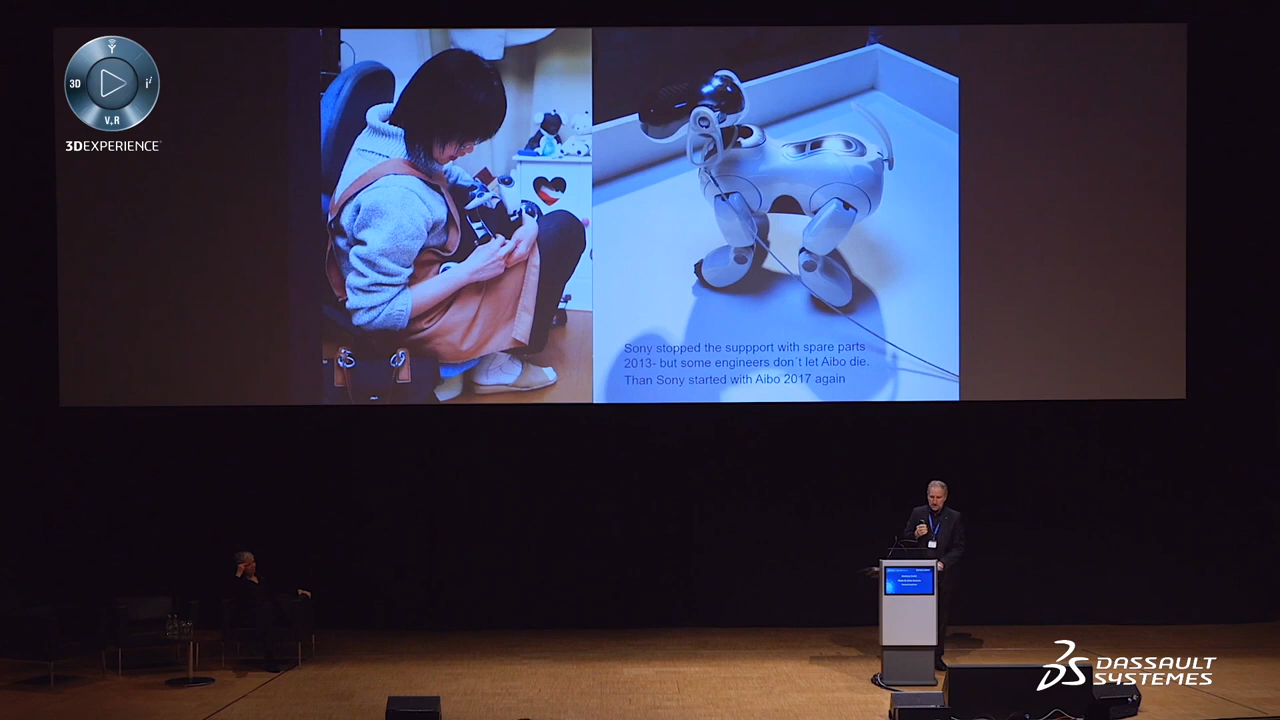 3D
i²
V.R
3DEXPERIENCE
Sony stopped the suppport with spare parts
2013- but some engineers don´t let Aibo die.
Than Sony started with Aibo 2017 again
DASSAULT
SYSTEMES